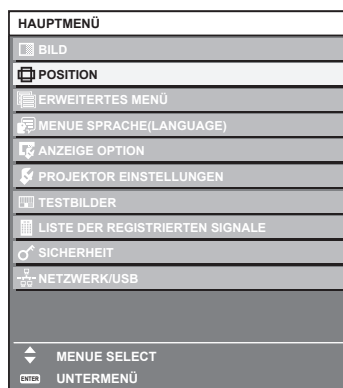 HAUPTMENÜ
BILD
POSITION
ERWEITERTES MENÜ
MENUE SPRACHE(LANGUAGE)
ANZEIGE OPTION
PROJEKTOR EINSTELLUNGEN
TESTBILDER
LISTE DER REGISTRIERTEN SIGNALE
SICHERHEIT
NETZWERK/USB
MENUE SELECT
ENTER UNTERMENÜ